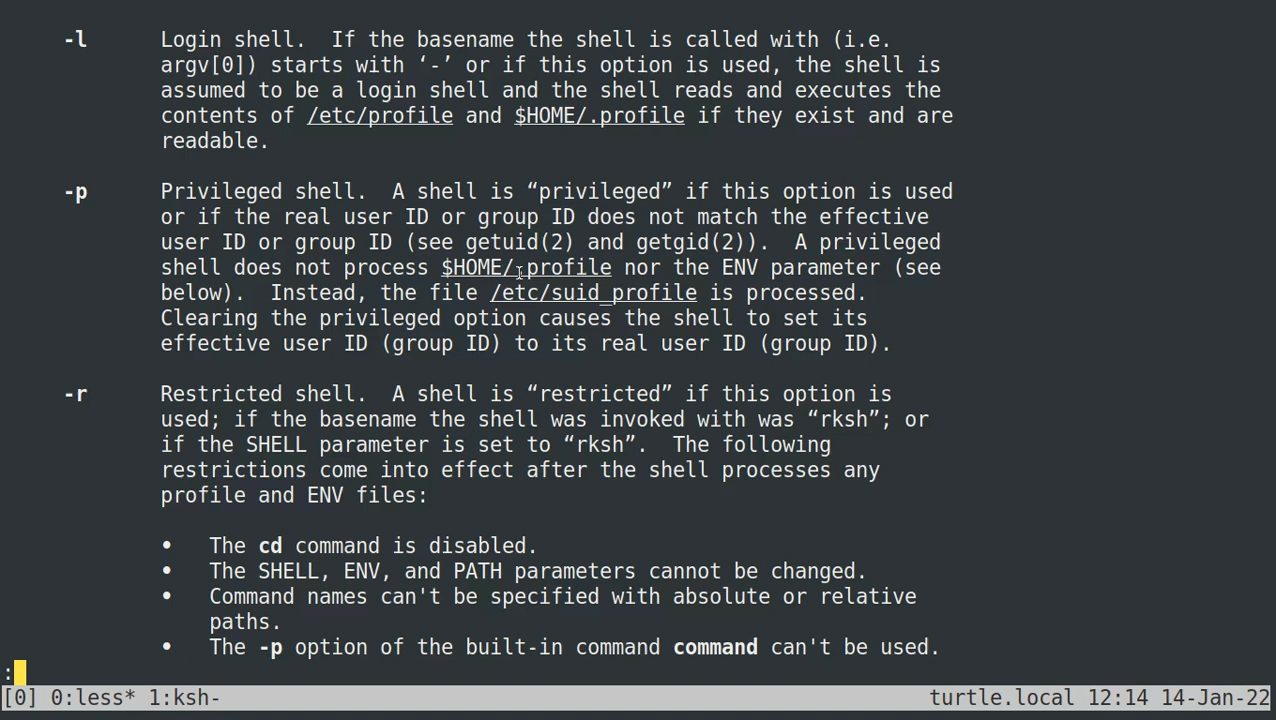 -l Login shell. If the basename the shell is called with (i.e.
argv[0]) starts with ‘-’ or if this option is used, the shell is
assumed to be a login shell and the shell reads and executes the
contents of /etc/profile and $HOME/.profile if they exist and are
readable.
-p Privileged shell. A shell is “privileged” if this option is used
or if the real user ID or group ID does not match the effective
user ID or group ID (see getuid(2) and getgid(2)). A privileged
shell does not process $HOME/.profile nor the ENV parameter (see
below). Instead, the file /etc/suid_profile is processed.
Clearing the privileged option causes the shell to set its
effective user ID (group ID) to its real user ID (group ID).
-r Restricted shell. A shell is “restricted” if this option is
used; if the basename the shell was invoked with was “rksh”; or
if the SHELL parameter is set to “rksh”. The following
restrictions come into effect after the shell processes any
profile and ENV files:
• The cd command is disabled.
• The SHELL, ENV, and PATH parameters cannot be changed.
• Command names can't be specified with absolute or relative
paths.
• The -p option of the built-in command command can't be used.
:
[0] 0:less* 1:ksh- turtle.local 12:14 14-Jan-22